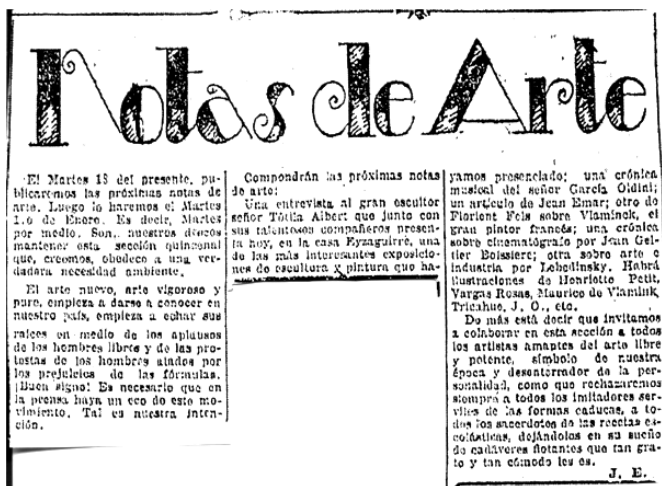 Notas de Arte
El Martes 18 del presente, pu-
blicaremos las próximas notas de
arte. Luego lo haremos el Martes
1.o de Enero. Es decir, Martes
por medio. Son, nuestros deseos
mantener esta sección quincenal
que, creemos, obedece a una ver-
dadera necesidad ambiente.
El arte nuevo, arte vigoroso y
puro, empieza a darse a conocer en
nuestro país, empieza a echar sus
raíces en medio de los aplausos
de los hombres libres y de las pro-
testas de los hombres atados por
los prejuicios de las fórmulas.
¡Buen signo! Es necesario que en
la prensa haya un eco de este mo-
vimiento. Tal es nuestra inten-
ción.
Compondrán las próximas notas
de arte:
Una entrevista al gran escultor
señor Tótila Albert que junto con
sus talentosos compañeros presen-
ta hoy, en la casa Eyzaguirre, una
de las más interesantes exposicio-
nes de escultura y pintura que ha-
yamos presenciado; una crónica
musical del señor García Oldini;
un artículo de Jean Emar; otro de
Florient Fels sobre Vlaminck, el
gran pintor francés; una crónica
sobre cinematógrafo por Jean Gal-
tier Boissiere; otra sobre arte e
industria por Lebedinsky. Habrá
ilustraciones de Henriette Petit,
Vargas Rosas, Maurice de Vlamink,
Tricahue, J. O., etc.
De más está decir que invitamos
a colaborar en esta sección a todos
los artistas amantes del arte libre
y potente, símbolo de nuestra
época y desenterrador de la per-
sonalidad, como que rechazaremos
siempre a todos los imitadores ser-
viles de las formas caducas, a to-
dos los sacerdotes de las recetas es-
colásticas, dejándolos en su sueño
de cadáveres flotantes que tan gra-
to y tan cómodo les es.
J. E.